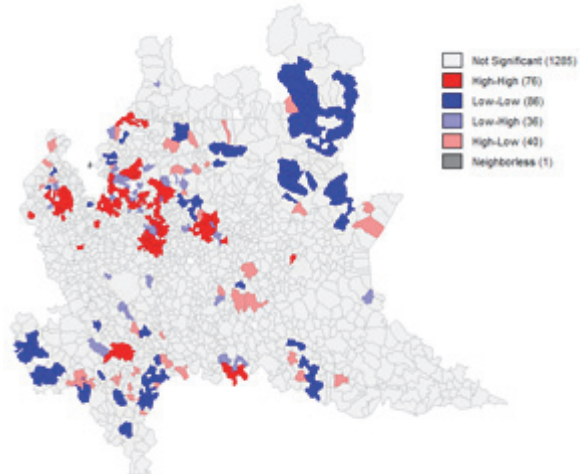 Not Significant (1285)
High-High (76)
Low-Low (86)
Low-High (36)
High-Low (40)
Neighborless (1)